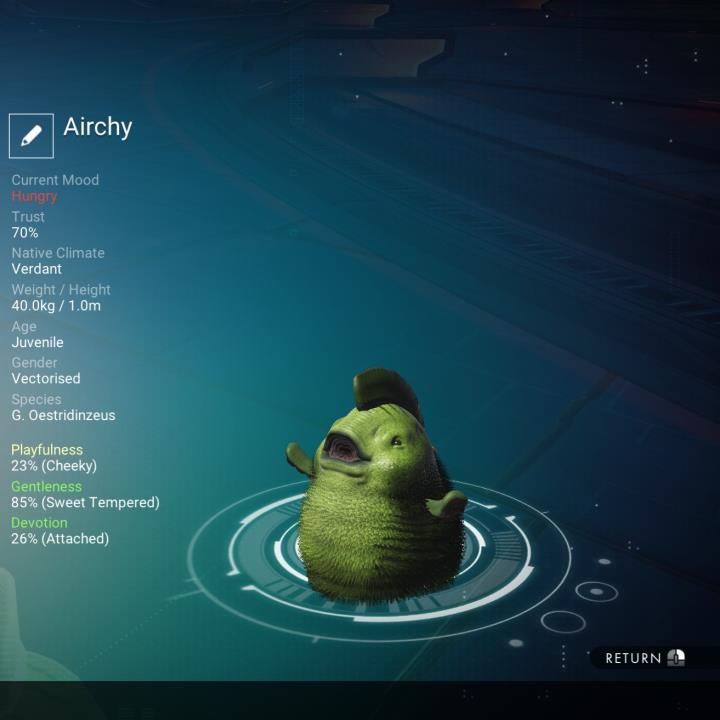 Airchy
Current Mood
Hungry
Trust
70%
Native Climate
Verdant
Weight / Height
40.0kg / 1.0m
Age
Juvenile
Gender
Vectorised
Species
G. Oestridinzeus
Playfulness
23% (Cheeky)
Gentleness
85% (Sweet Tempered)
Devotion
26% (Attached)
RETURN